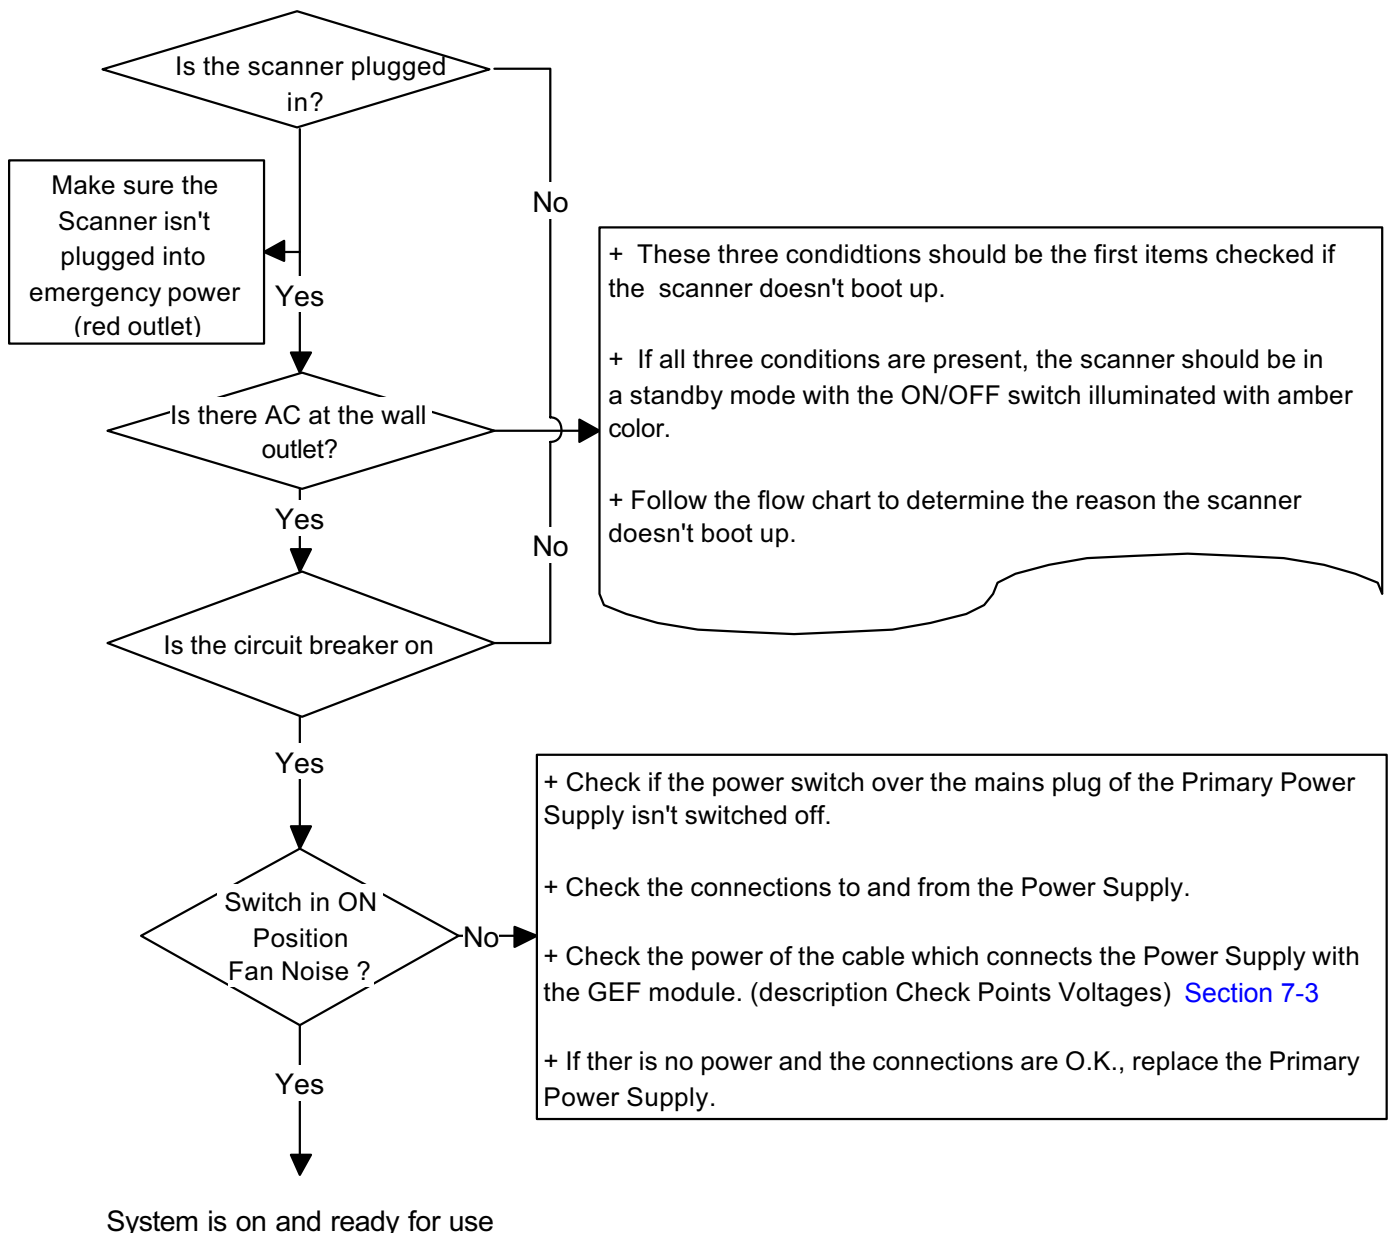 Is the scanner plugged
in?
No
Make sure the
Scanner isn't
plugged into
emergency power
(red outlet)
Yes
+ These three condidtions should be the first items checked if
the scanner doesn't boot up.
+ If all three conditions are present, the scanner should be in
a standby mode with the ON/OFF switch illuminated with amber
color.
+ Follow the flow chart to determine the reason the scanner
doesn't boot up.
Is there AC at the wall
outlet?
Yes
No
Is the circuit breaker on
Yes
Switch in ON
Position
Fan Noise ?
No
+ Check if the power switch over the mains plug of the Primary Power
Supply isn't switched off.
+ Check the connections to and from the Power Supply.
+ Check the power of the cable which connects the Power Supply with
the GEF module. (description Check Points Voltages) Section 7-3
+ If ther is no power and the connections are O.K., replace the Primary
Power Supply.
Yes
System is on and ready for use